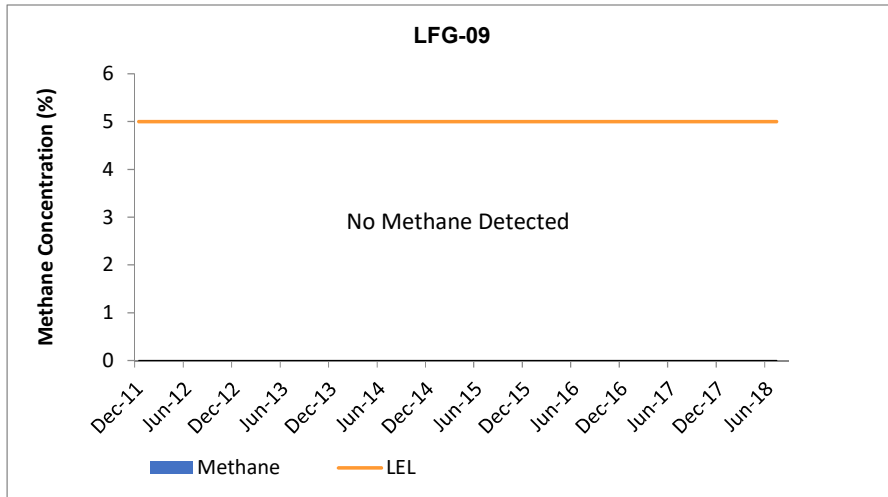 LFG-09
Methane Concentration (%)
6
5
4
3
2
1
0
No Methane Detected
Dec-11
Jun-12
Dec-12
Jun-13
Dec-13
Jun-14
Dec-14
Jun-15
Dec-15
Jun-16
Dec-16
Jun-17
Dec-17
Jun-18
Methane
LEL